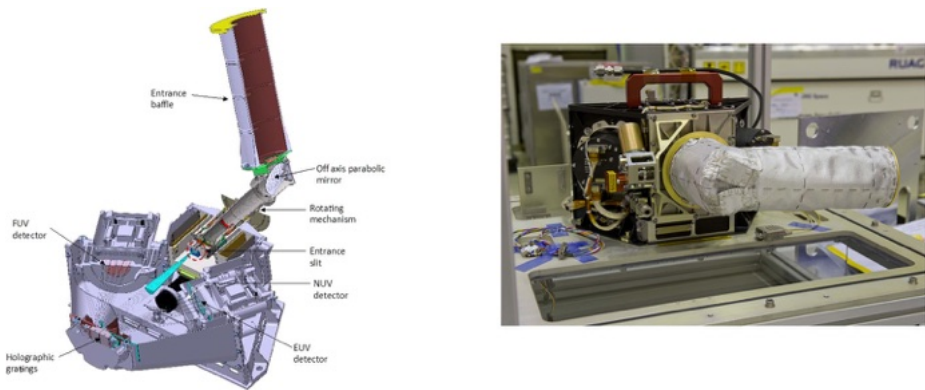 Entrance
baffle
Off axis parabolic
mirror
Rotating
mechanism
FUV
detector
Entrance
slit
NUV
detector
EUV
detector
Holographic
gratings
RUAG